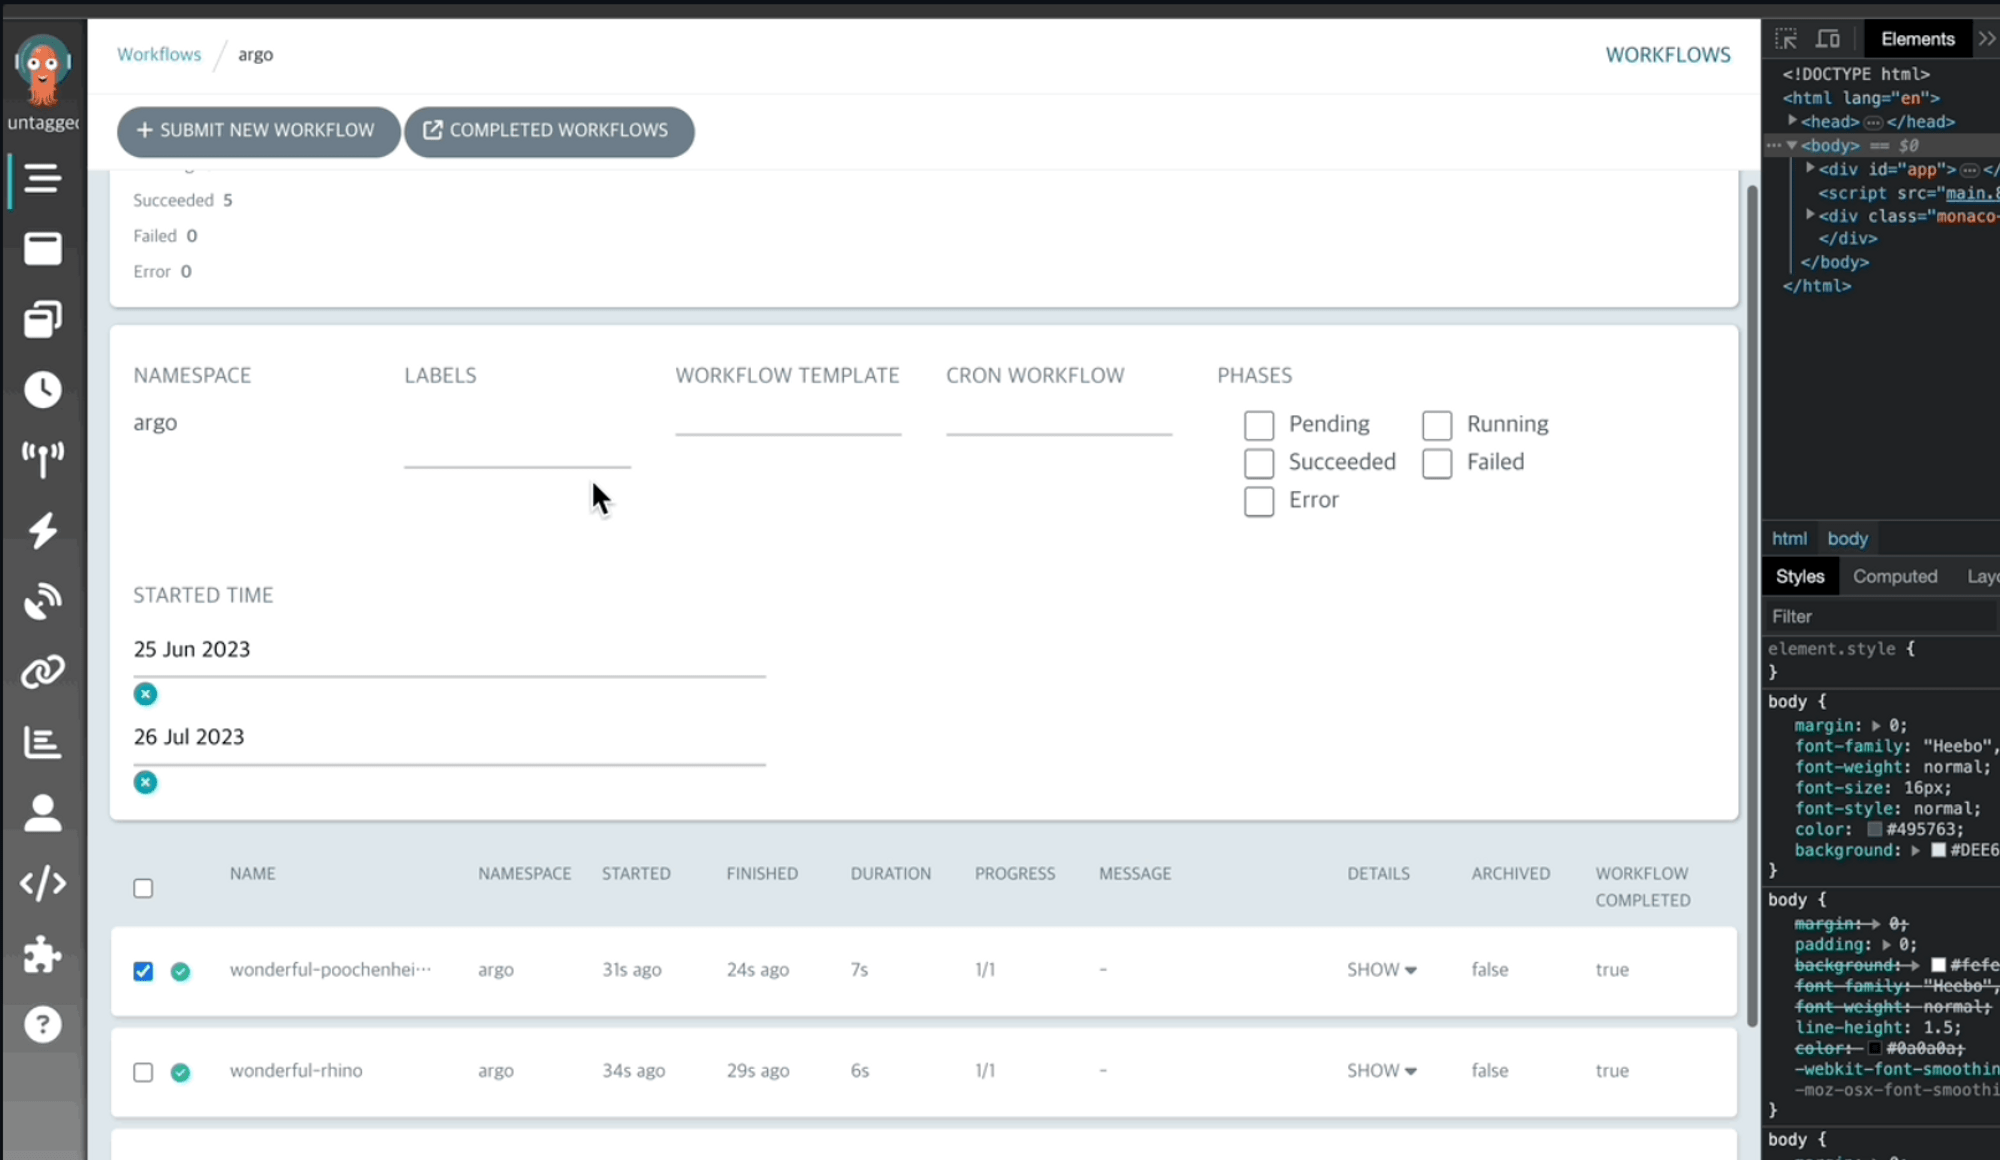 Workflows / argo
WORKFLOWS
untagged
+ SUBMIT NEW WORKFLOW
COMPLETED WORKFLOWS
Succeeded 5
Failed 0
Error 0
NAMESPACE
argo
LABELS
WORKFLOW TEMPLATE
CRON WORKFLOW
PHASES
Pending
Running
Succeeded
Failed
Error
STARTED TIME
25 Jun 2023
26 Jul 2023
NAME NAMESPACE STARTED FINISHED DURATION PROGRESS MESSAGE DETAILS ARCHIVED WORKFLOW COMPLETED
wonderful-poochenhei··· argo 31s ago 24s ago 7s 1/1 - SHOW false true
wonderful-rhino argo 34s ago 29s ago 6s 1/1 - SHOW false true
Elements
<!DOCTYPE html>
<html lang="en">
<head>…</head>
<body> == $0
<div id="app">…</
<script src="main.8
<div class="monaco-
</div>
</body>
</html>
html body
Styles Computed Layo
Filter
element.style {
}
body {
margin: 0;
font-family: "Heebo",
font-weight: normal;
font-size: 16px;
font-style: normal;
color: #495763;
background: #DEE6
}
body {
margin: 0;
padding: 0;
background: #fefe
font-family: "Heebo",
font-weight: normal;
line-height: 1.5;
color: #0a0a0a;
-webkit-font-smoothin
-moz-osx-font-smoothi
}
body {